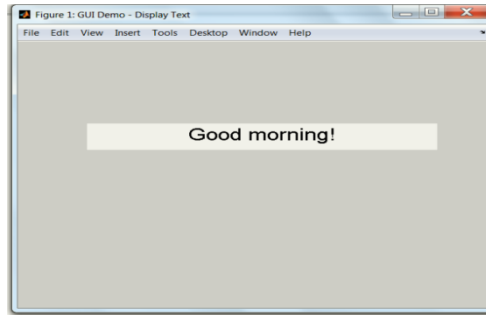 Figure 1: GUI Demo - Display Text
File Edit View Insert Tools Desktop Window Help
Good morning!